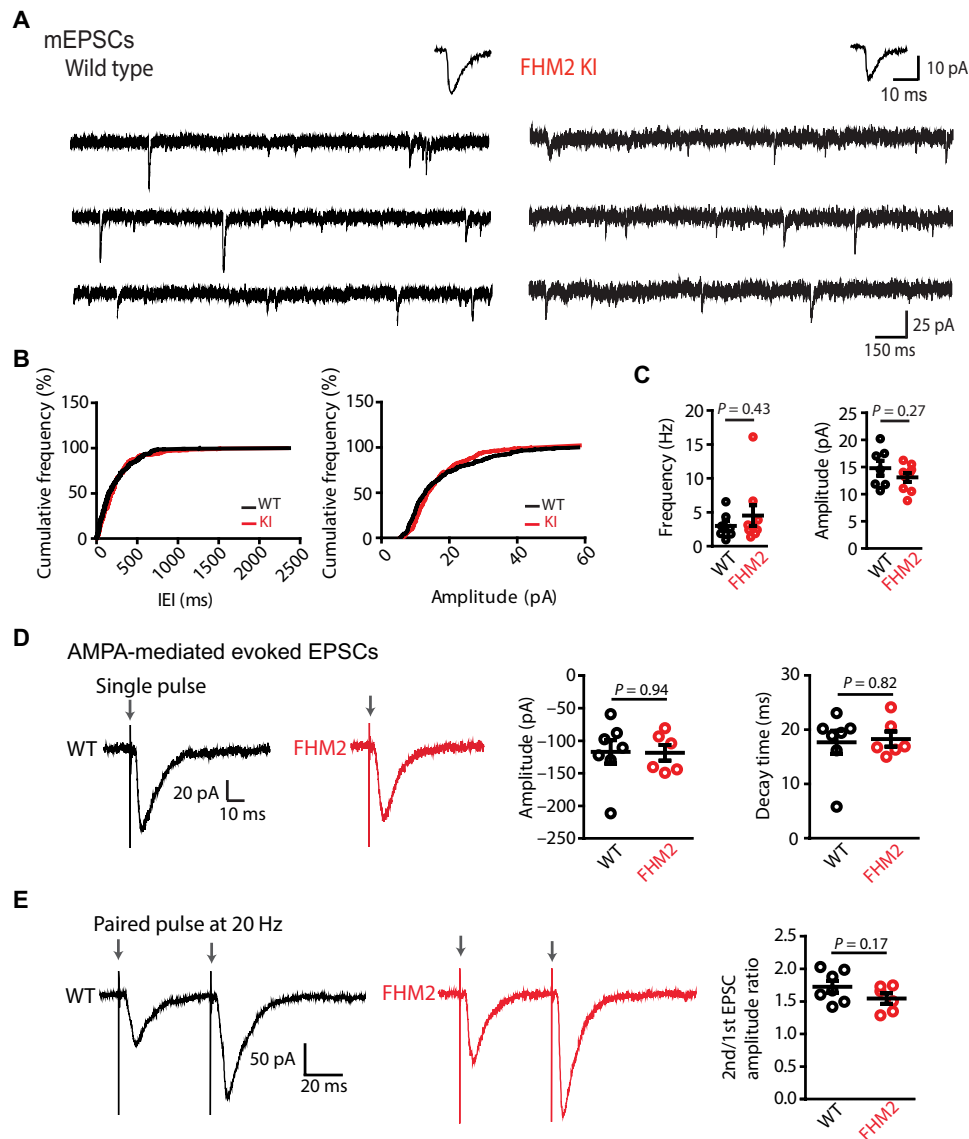 A
mEPSCs
Wild type
FHM2 KI
10 pA
10 ms
25 pA
150 ms
B
Cumulative frequency (%)
150
100
50
0
0 500 1000 1500 2000 2500
IEI (ms)
WT
KI
Cumulative frequency (%)
150
100
50
0
0 20 40 60
Amplitude (pA)
WT
KI
C
P = 0.43
Frequency (Hz)
20
15
10
5
0
WT
FHM2
P = 0.27
Amplitude (pA)
25
20
15
10
5
0
WT
FHM2
D
AMPA-mediated evoked EPSCs
Single pulse
WT
20 pA
10 ms
FHM2
P = 0.94
Amplitude (pA)
0
−50
−100
−150
−200
−250
WT
FHM2
P = 0.82
Decay time (ms)
30
20
10
0
WT
FHM2
E
Paired pulse at 20 Hz
WT
50 pA
20 ms
FHM2
P = 0.17
2nd/1st EPSC
amplitude ratio
2.5
2.0
1.5
1.0
0.5
0.0
WT
FHM2